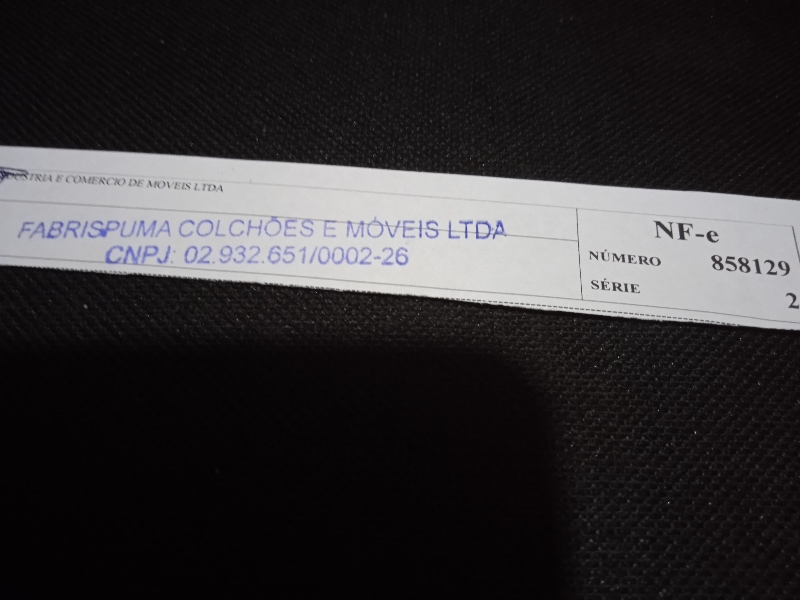 INDUSTRIA E COMERCIO DE MOVEIS LTDA
FABRISPUMA COLCHÕES E MÓVEIS LTDA
CNPJ: 02.932.651/0002-26
NF-e
NÚMERO 858129
SÉRIE 2